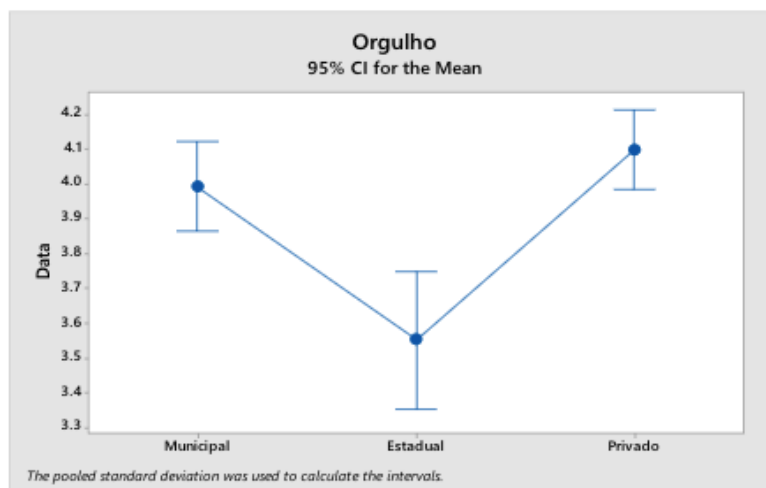 Orgulho
95% CI for the Mean
Data
4.2
4.1
4.0
3.9
3.8
3.7
3.6
3.5
3.4
3.3
Municipal Estadual Privado
The pooled standard deviation was used to calculate the intervals.